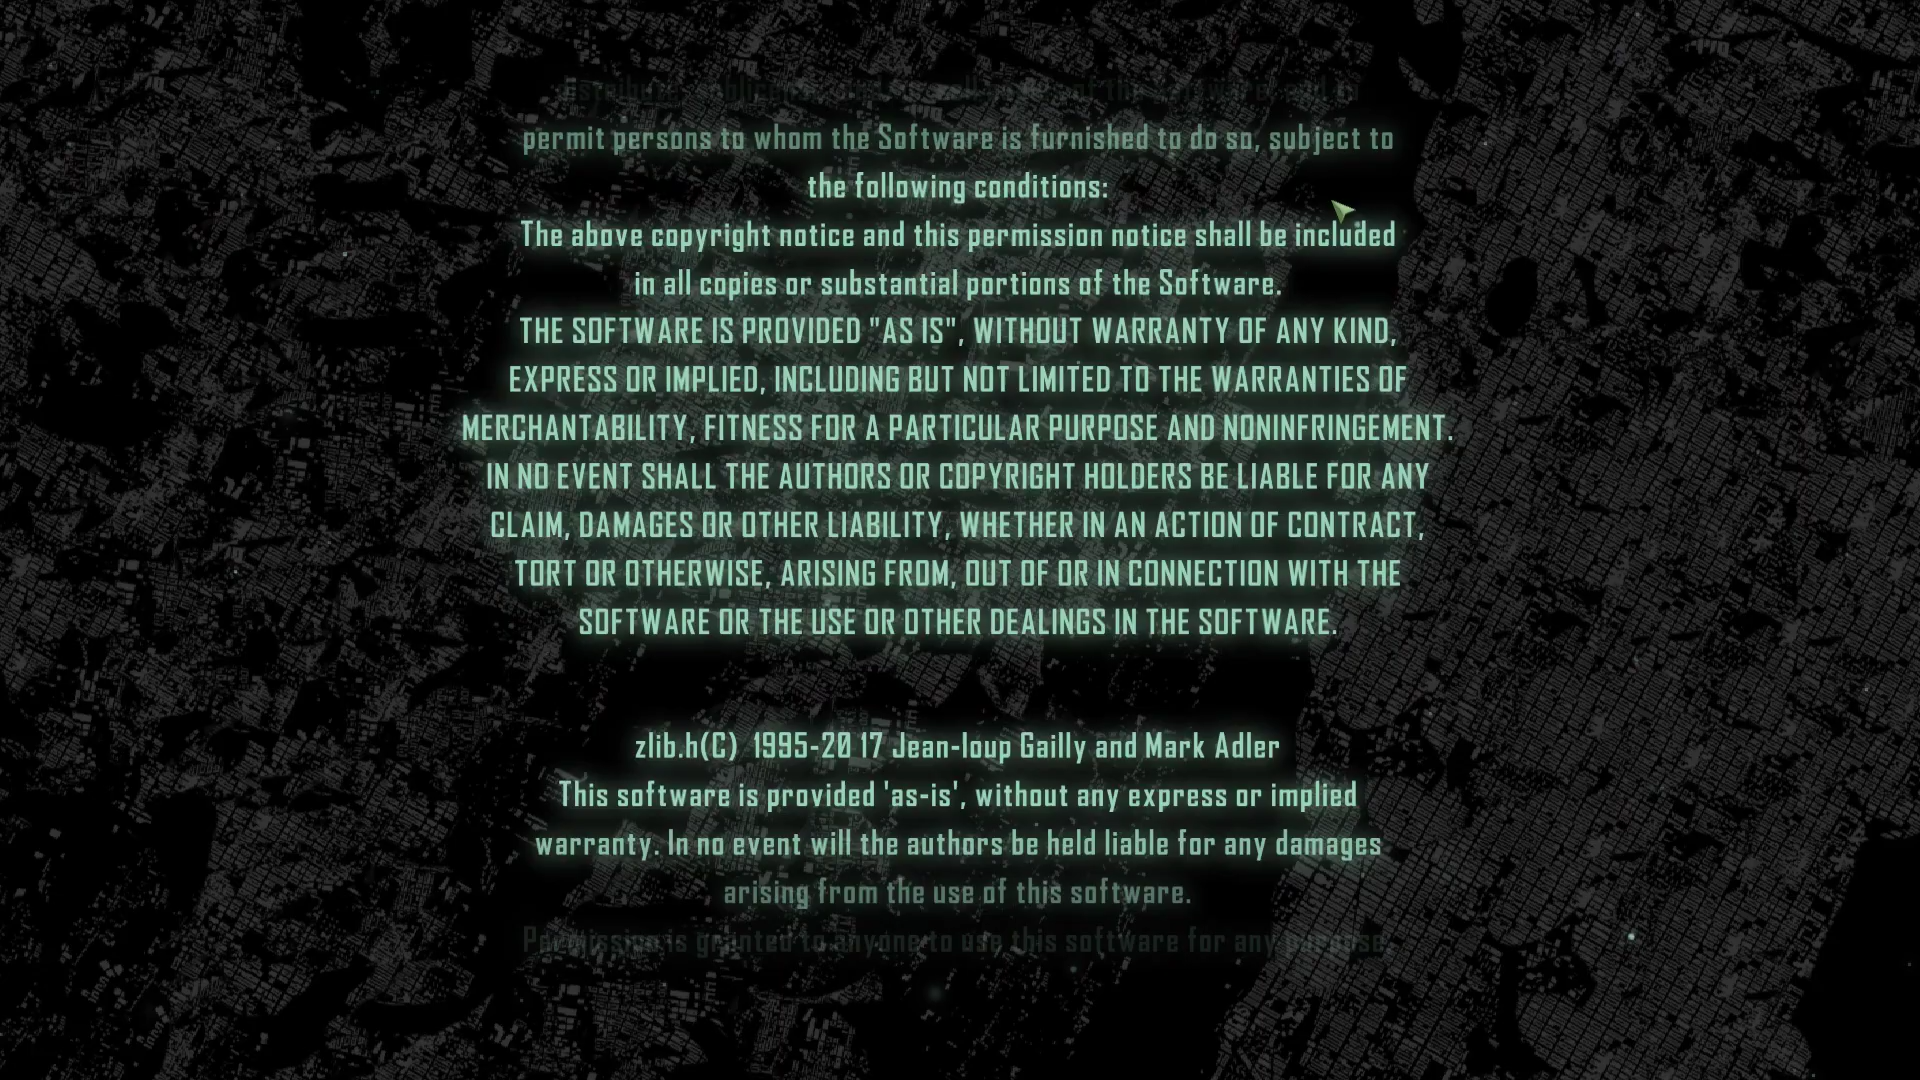 of the Software, and to
permit persons to whom the Software is furnished to do so, subject to
the following conditions:
The above copyright notice and this permission notice shall be included
in all copies or substantial portions of the Software.
THE SOFTWARE IS PROVIDED "AS IS", WITHOUT WARRANTY OF ANY KIND,
EXPRESS OR IMPLIED, INCLUDING BUT NOT LIMITED TO THE WARRANTIES OF
MERCHANTABILITY, FITNESS FOR A PARTICULAR PURPOSE AND NONINFRINGEMENT.
IN NO EVENT SHALL THE AUTHORS OR COPYRIGHT HOLDERS BE LIABLE FOR ANY
CLAIM, DAMAGES OR OTHER LIABILITY, WHETHER IN AN ACTION OF CONTRACT,
TORT OR OTHERWISE, ARISING FROM, OUT OF OR IN CONNECTION WITH THE
SOFTWARE OR THE USE OR OTHER DEALINGS IN THE SOFTWARE.
zlib.h(C) 1995-20 17 Jean-loup Gailly and Mark Adler
This software is provided 'as-is', without any express or implied
warranty. In no event will the authors be held liable for any damages
arising from the use of this software.
Permission is granted to anyone to use this software for any purpose,